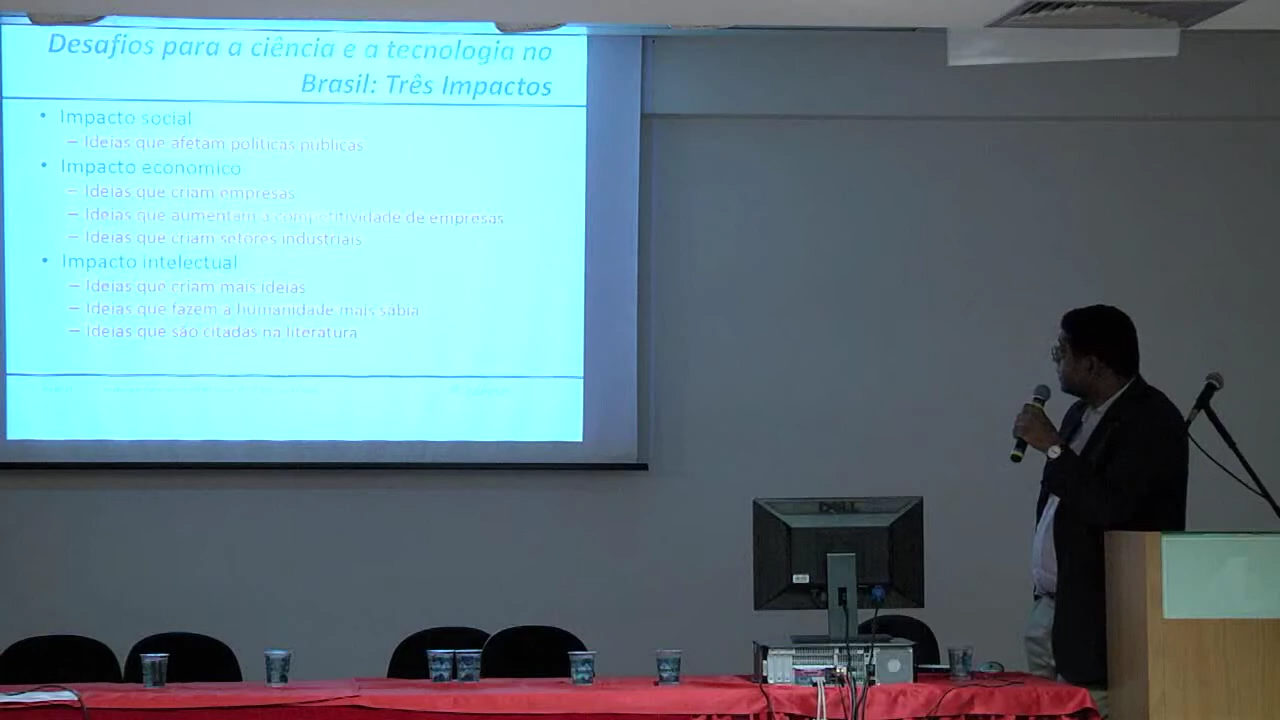 Desafios para a ciência e a tecnologia no
Brasil: Três Impactos
• Impacto social
– Ideias que afetam políticas públicas
• Impacto economico
– Ideias que criam empresas
– Ideias que aumentam a competitividade de empresas
– Ideias que criam setores industriais
• Impacto intelectual
– Ideias que criam mais ideias
– Ideias que fazem a humanidade mais sábia
– Ideias que são citadas na literatura
DELL